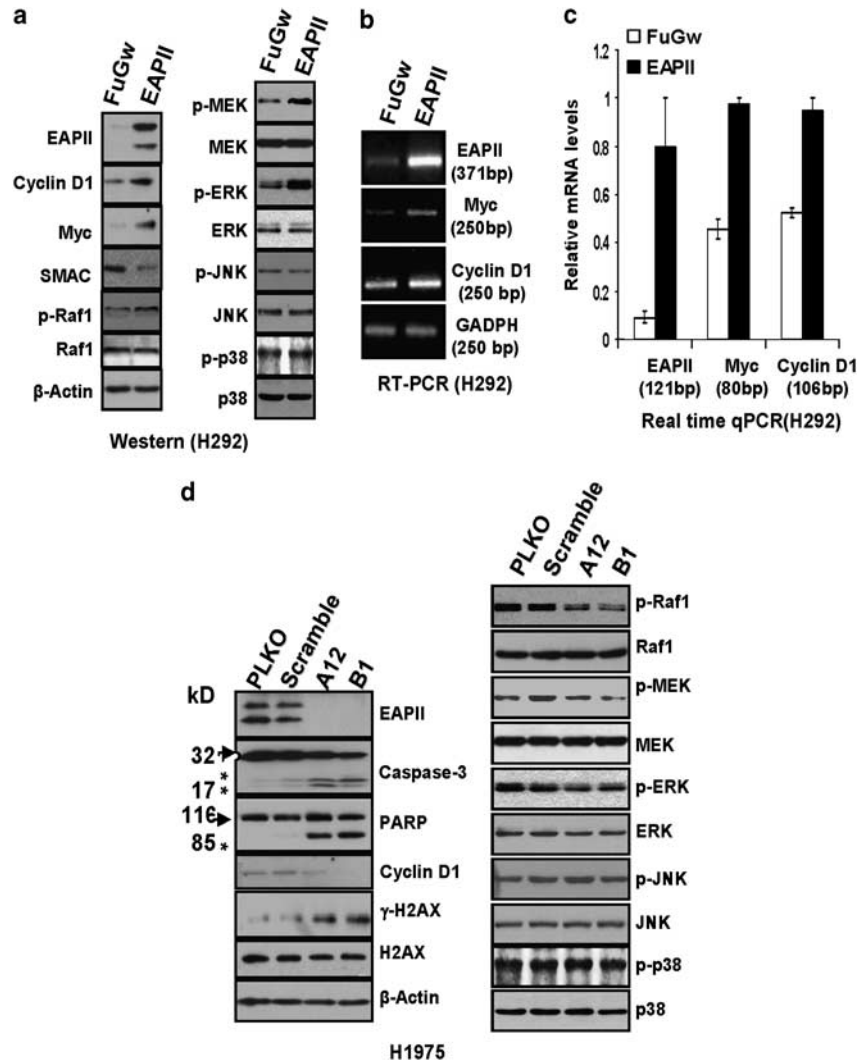 a
FuGw
EAPII
EAPII
Cyclin D1
Myc
SMAC
p-Raf1
Raf1
β-Actin
FuGw
EAPII
p-MEK
MEK
p-ERK
ERK
p-JNK
JNK
p-p38
p38
Western (H292)
b
FuGw
EAPII
EAPII
(371bp)
Myc
(250bp)
Cyclin D1
(250 bp)
GADPH
(250 bp)
RT-PCR (H292)
c
FuGw
EAPII
Relative mRNA levels
1.2
1
0.8
0.6
0.4
0.2
0
EAPII
(121bp)
Myc
(80bp)
Cyclin D1
(106bp)
Real time qPCR(H292)
d
PLKO
Scramble
A12
B1
kD
EAPII
32
Caspase-3
*
17 *
116
PARP
85 *
Cyclin D1
γ-H2AX
H2AX
β-Actin
PLKO
Scramble
A12
B1
p-Raf1
Raf1
p-MEK
MEK
p-ERK
ERK
p-JNK
JNK
p-p38
p38
H1975